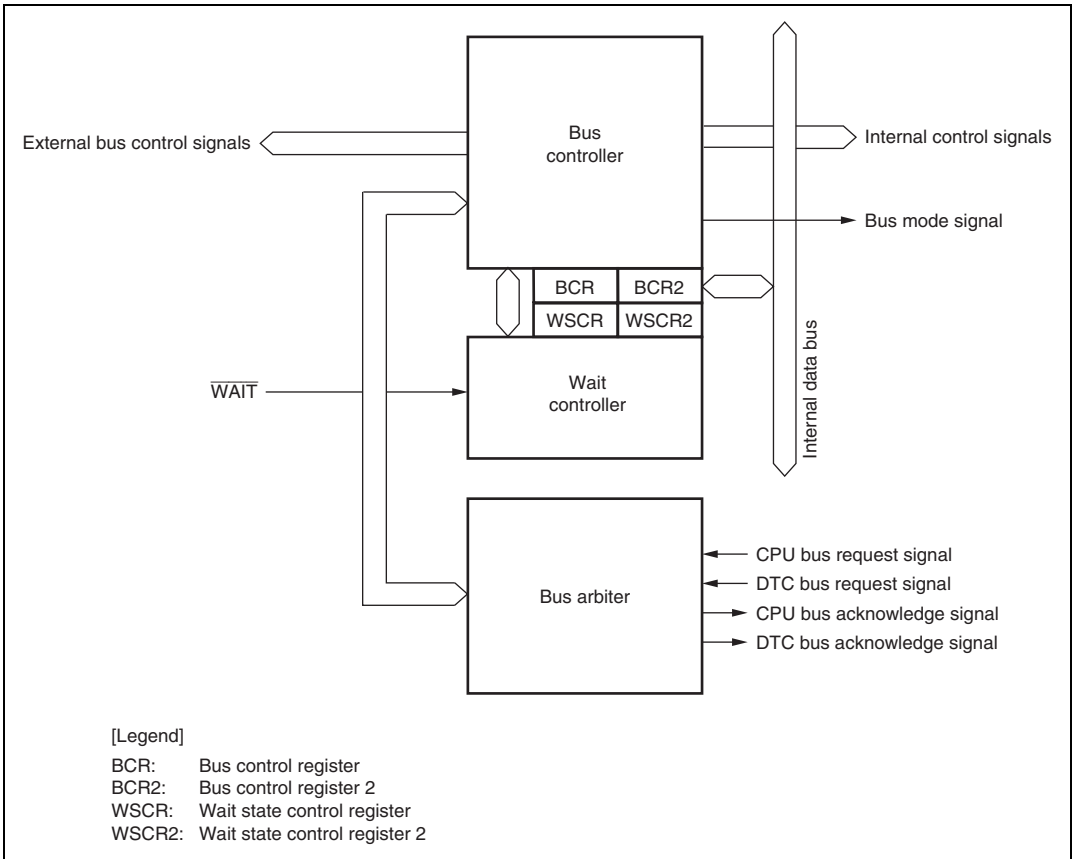 Bus
controller
External bus control signals
Internal control signals
Bus mode signal
BCR
BCR2
WSCR
WSCR2
Internal data bus
WAIT
Wait
controller
Bus arbiter
CPU bus request signal
DTC bus request signal
CPU bus acknowledge signal
DTC bus acknowledge signal
[Legend]
BCR: Bus control register
BCR2: Bus control register 2
WSCR: Wait state control register
WSCR2: Wait state control register 2